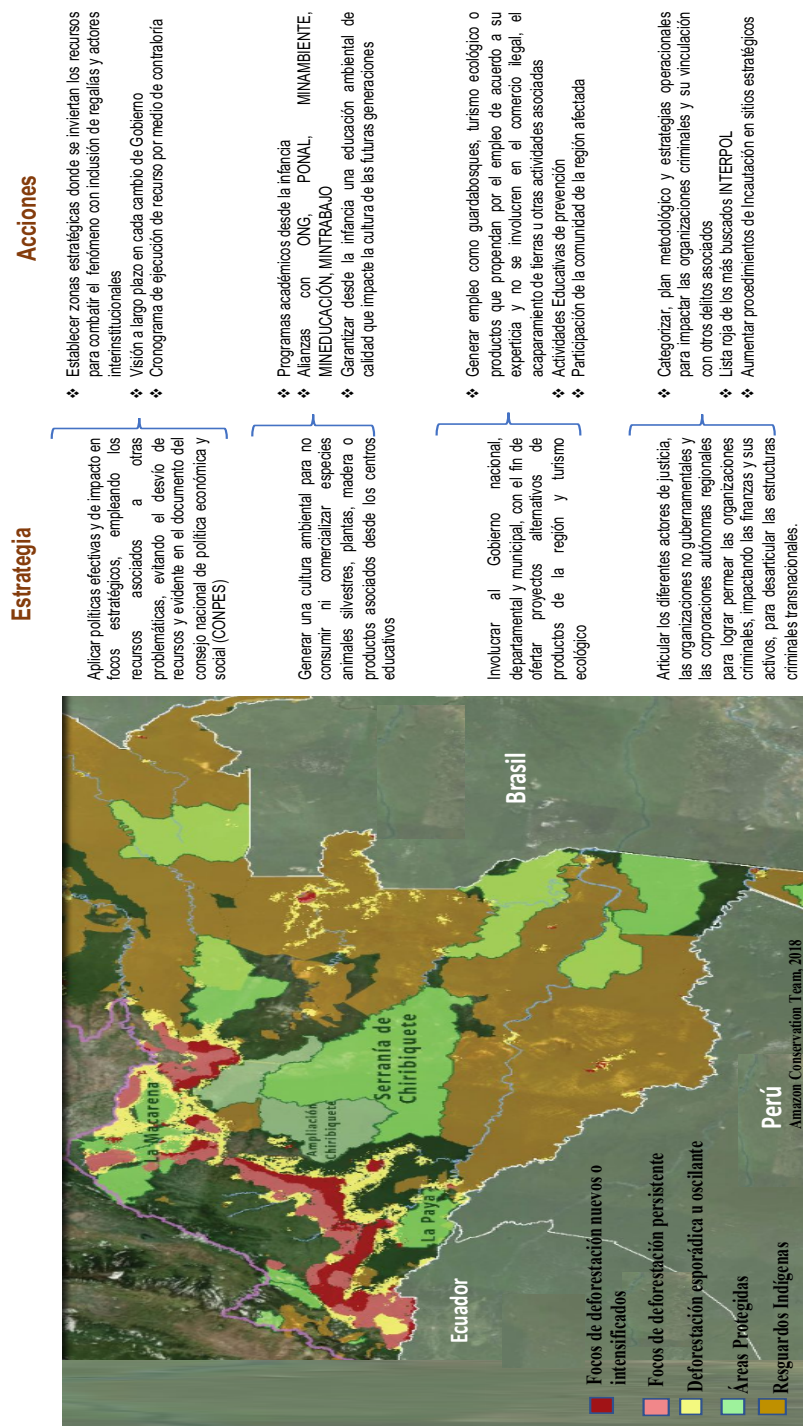 Estrategia
Acciones
Aplicar políticas efectivas y de impacto en
focos estratégicos, empleando los
recursos asociados a otras
problemáticas, evitando el desvío de
recursos y evidente en el documento del
consejo nacional de política económica y
social (CONPES)
❖ Establecer zonas estratégicas donde se inviertan los recursos
para combatir el fenómeno con inclusión de regalías y actores
interinstitucionales
❖ Visión a largo plazo en cada cambio de Gobierno
❖ Cronograma de ejecución de recurso por medio de contraloría
Generar una cultura ambiental para no
consumir ni comercializar especies
animales silvestres, plantas, madera o
productos asociados desde los centros
educativos
❖ Programas académicos desde la infancia
❖ Alianzas con ONG, PONAL, MINAMBIENTE,
MINEDUCACIÓN, MINTRABAJO
❖ Garantizar desde la infancia una educación ambiental de
calidad que impacte la cultura de las futuras generaciones
Involucrar al Gobierno nacional,
departamental y municipal, con el fin de
ofertar proyectos alternativos de
productos de la región y turismo
ecológico
❖ Generar empleo como guardabosques, turismo ecológico o
productos que propendan por el empleo de acuerdo a su
experticia y no se involucren en el comercio ilegal, el
acaparamiento de tierras u otras actividades asociadas
❖ Actividades Educativas de prevención
❖ Participación de la comunidad de la región afectada
Articular los diferentes actores de justicia,
las organizaciones no gubernamentales y
las corporaciones autónomas regionales
para lograr permear las organizaciones
criminales, impactando las finanzas y sus
activos, para desarticular las estructuras
criminales transnacionales.
❖ Categorizar, plan metodológico y estrategias operacionales
para impactar las organizaciones criminales y su vinculación
con otros delitos asociados
❖ Lista roja de los más buscados INTERPOL
❖ Aumentar procedimientos de Incautación en sitios estratégicos
La Macarena
Ampliación
Chiribiquete
Serranía de
Chiribiquete
La Paya
Brasil
Ecuador
Perú
Focos de deforestación nuevos o
intensificados
Focos de deforestación persistente
Deforestación esporádica u oscilante
Áreas Protegidas
Resguardos Indígenas
Amazon Conservation Team, 2018